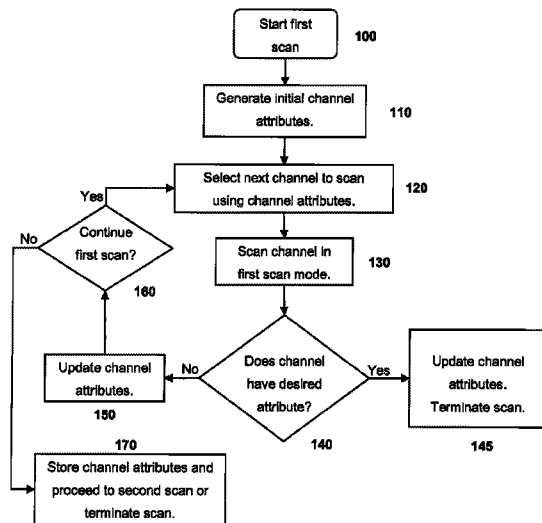 Start first
scan
100
Generate initial channel
attributes.
110
Select next channel to scan
using channel attributes.
120
Yes
No
Continue
first scan?
160
Scan channel in
first scan mode.
130
Update channel
attributes.
150
No
Does channel
have desired
attribute?
140
Yes
Update channel
attributes.
Terminate scan.
145
170
Store channel attributes and
proceed to second scan or
terminate scan.